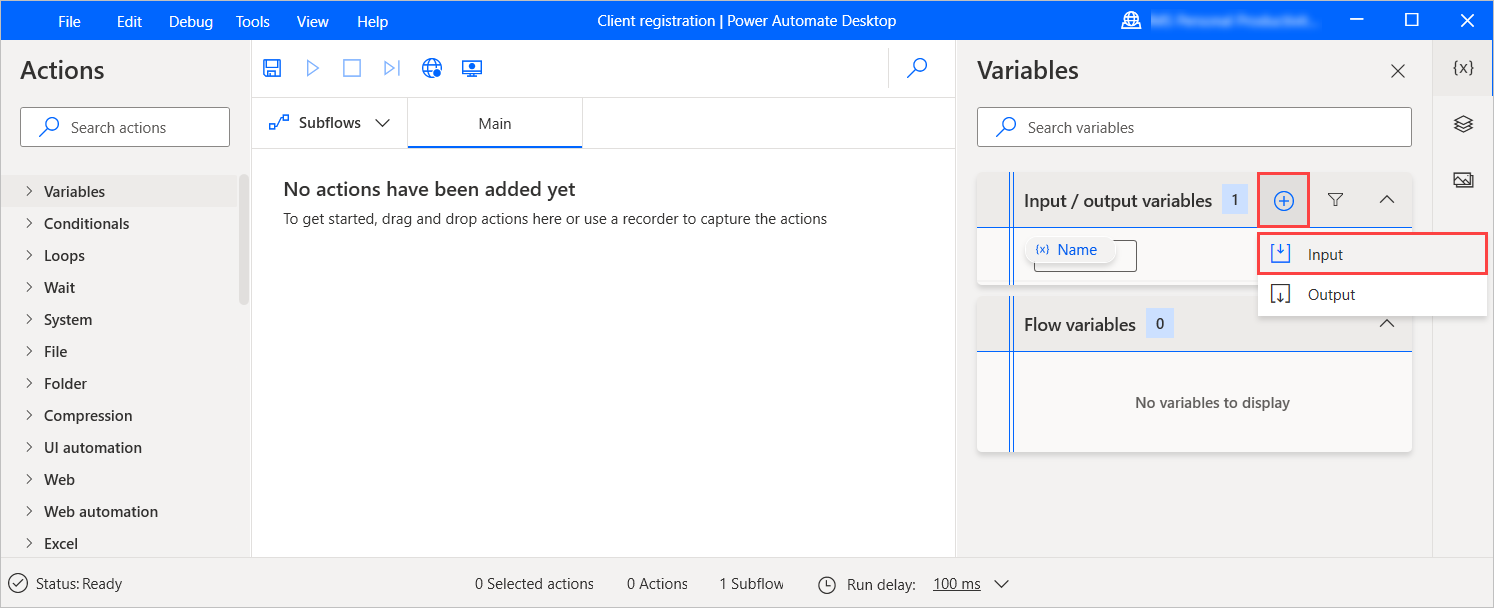 File Edit Debug Tools View Help Client registration | Power Automate Desktop
Actions
Search actions
Variables
Conditionals
Loops
Wait
System
File
Folder
Compression
UI automation
Web
Web automation
Excel
Subflows Main
No actions have been added yet
To get started, drag and drop actions here or use a recorder to capture the actions
Variables
{x}
Search variables
Input / output variables 1
{x} Name
Input
Output
Flow variables 0
No variables to display
Status: Ready 0 Selected actions 0 Actions 1 Subflow Run delay: 100 ms